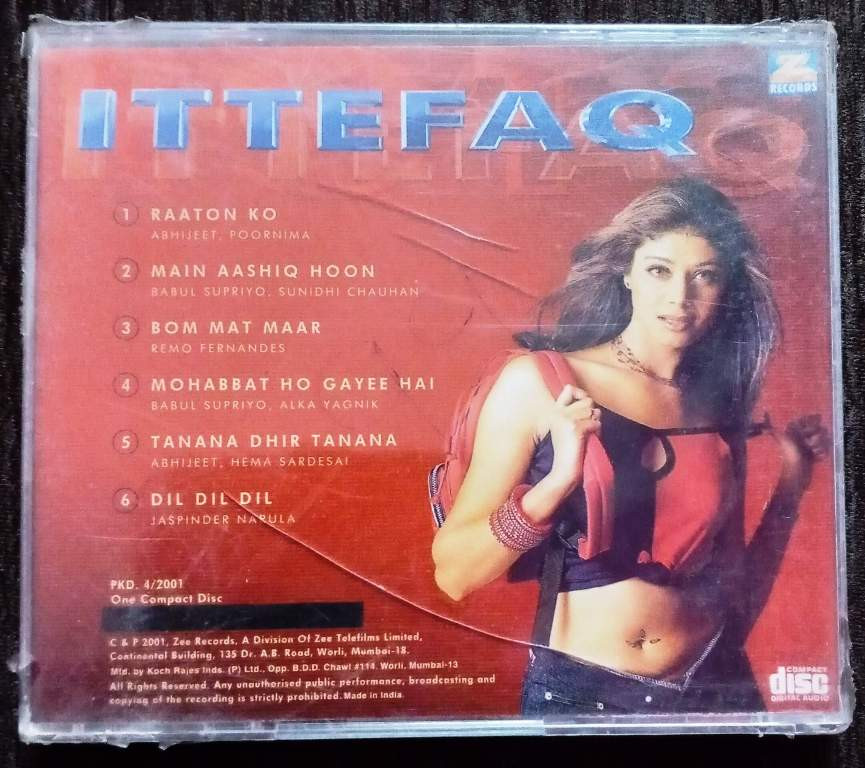 Z
RECORDS
ITTEFAQ
1 RAATON KO
ABHIJEET, POORNIMA
2 MAIN AASHIQ HOON
BABUL SUPRIYO, SUNIDHI CHAUHAN
3 BOM MAT MAAR
REMO FERNANDES
4 MOHABBAT HO GAYEE HAI
BABUL SUPRIYO, ALKA YAGNIK
5 TANANA DHIR TANANA
ABHIJEET, HEMA SARDESAI
6 DIL DIL DIL
JASPINDER NARULA
PKD. 4/2001
One Compact Disc
C & P 2001, Zee Records, A Division Of Zee Telefilms Limited,
Continental Building, 135 Dr. A.B. Road, Worli, Mumbai-18.
Mfd. by Koch Rajes Inds. (P) Ltd., Opp. B.D.D. Chawl #114, Worli, Mumbai-13
All Rights Reserved. Any unauthorised public performance, broadcasting and
copying of the recording is strictly prohibited. Made in India.
COMPACT
disc
DIGITAL AUDIO